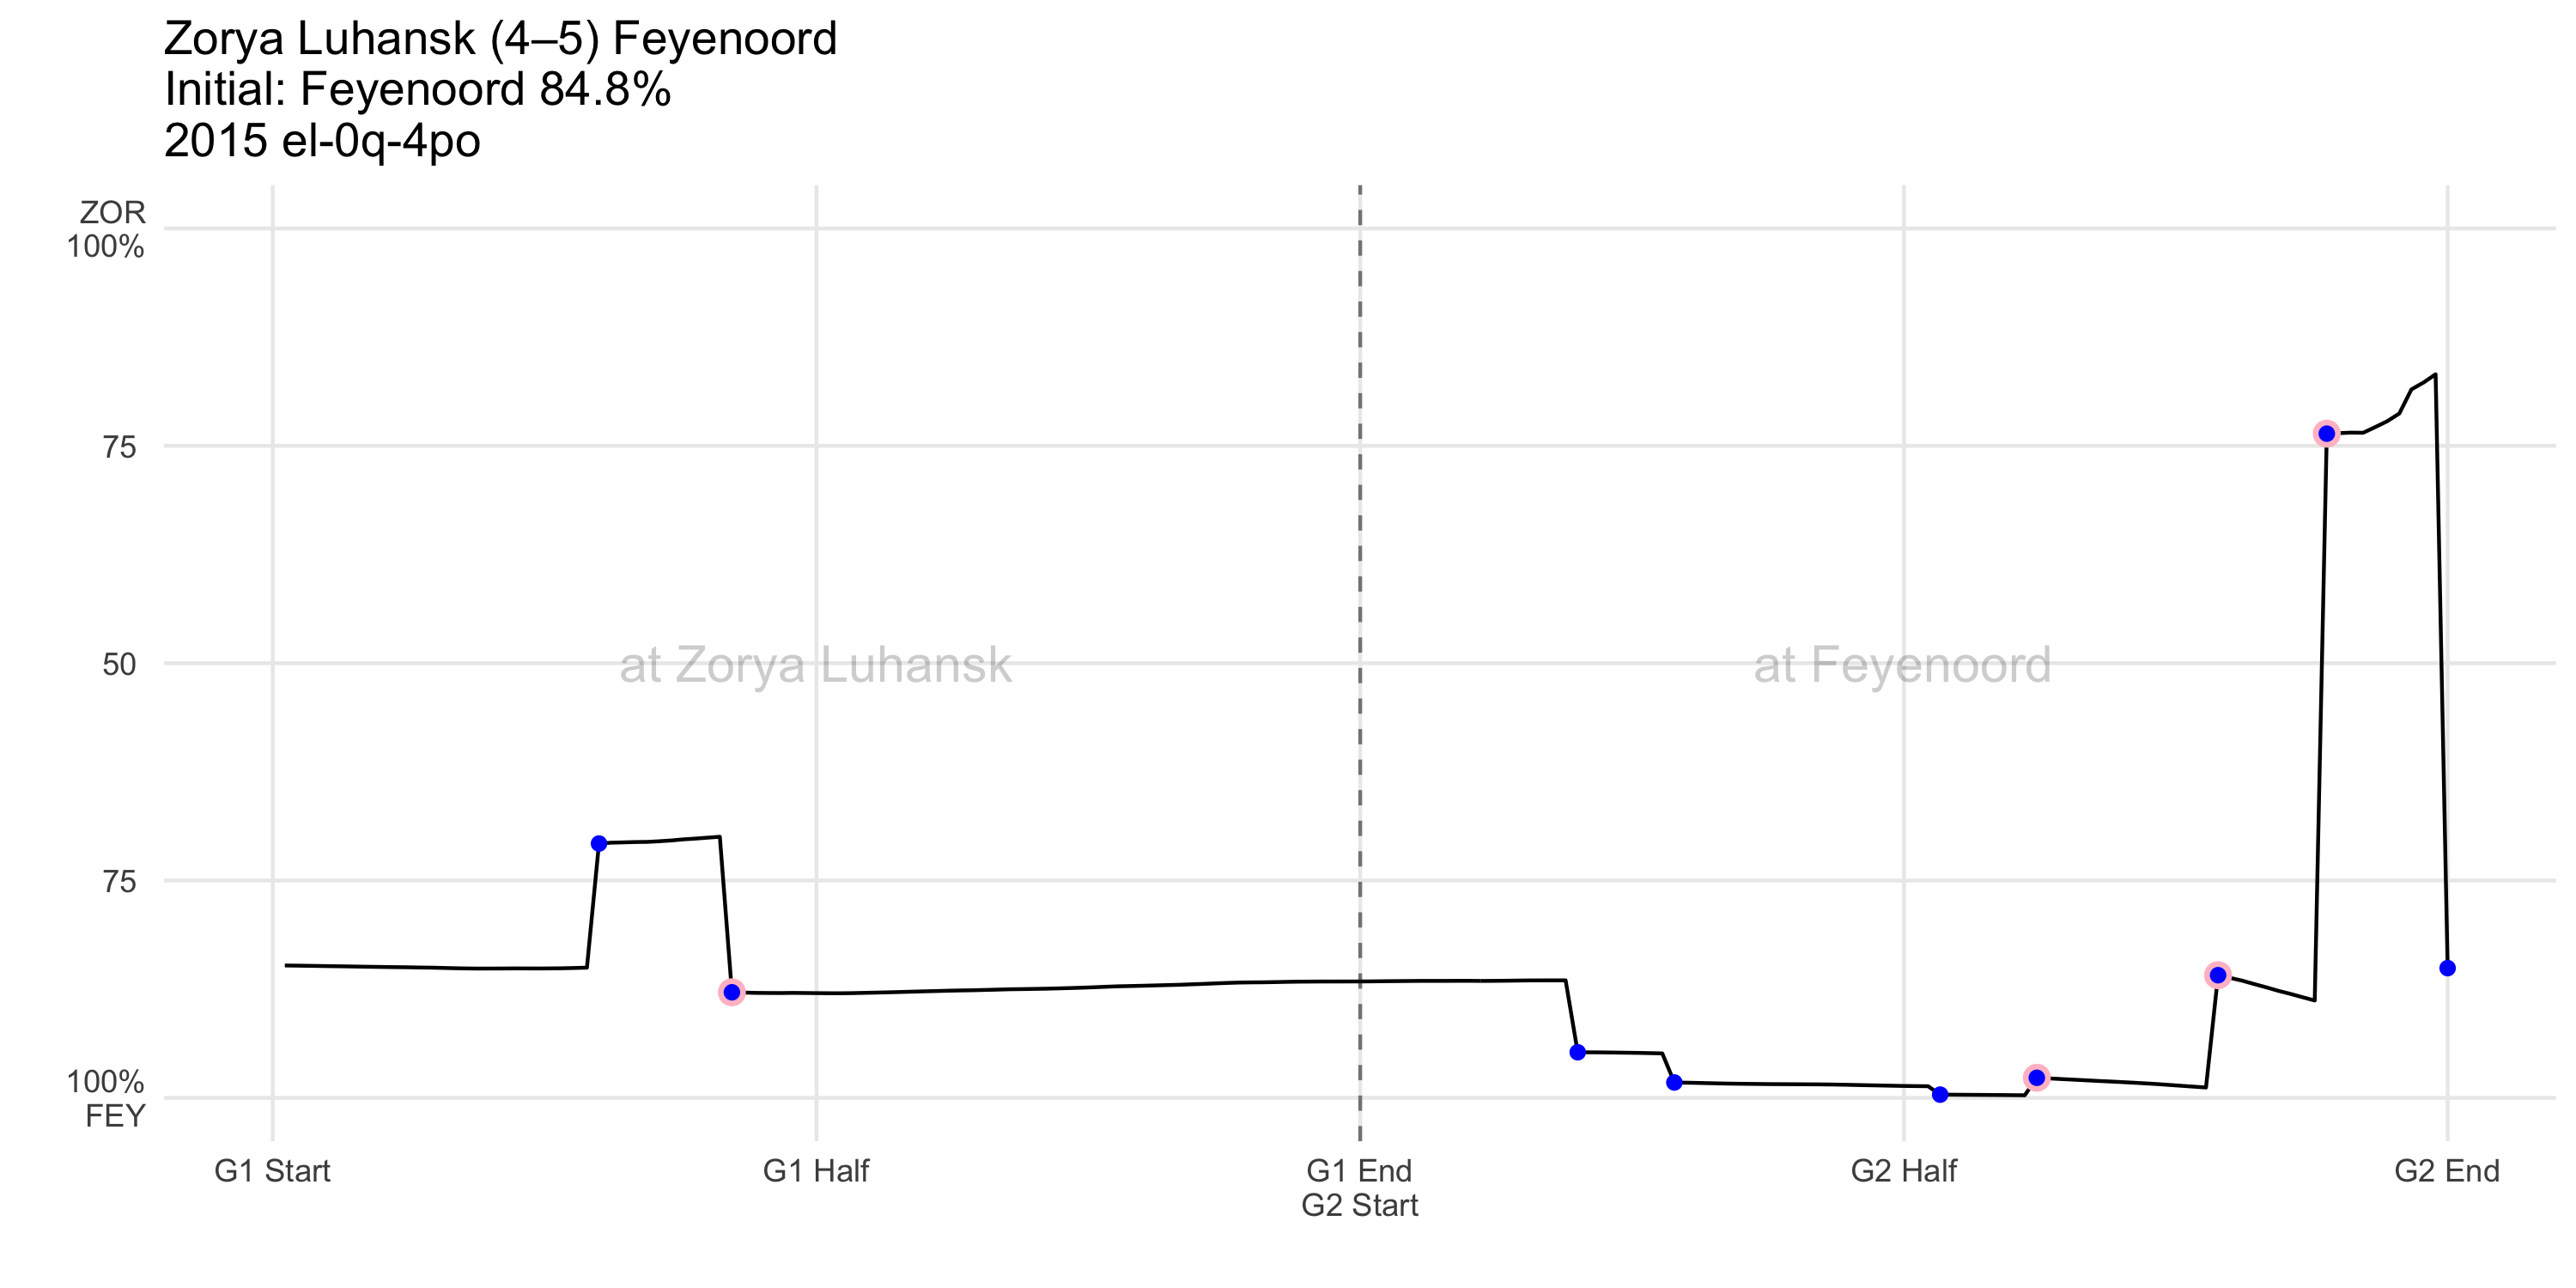 Zorya Luhansk (4–5) Feyenoord
Initial: Feyenoord 84.8%
2015 el-0q-4po
ZOR
100%
75
50
75
100%
FEY
at Zorya Luhansk
at Feyenoord
G1 Start
G1 Half
G1 End
G2 Start
G2 Half
G2 End